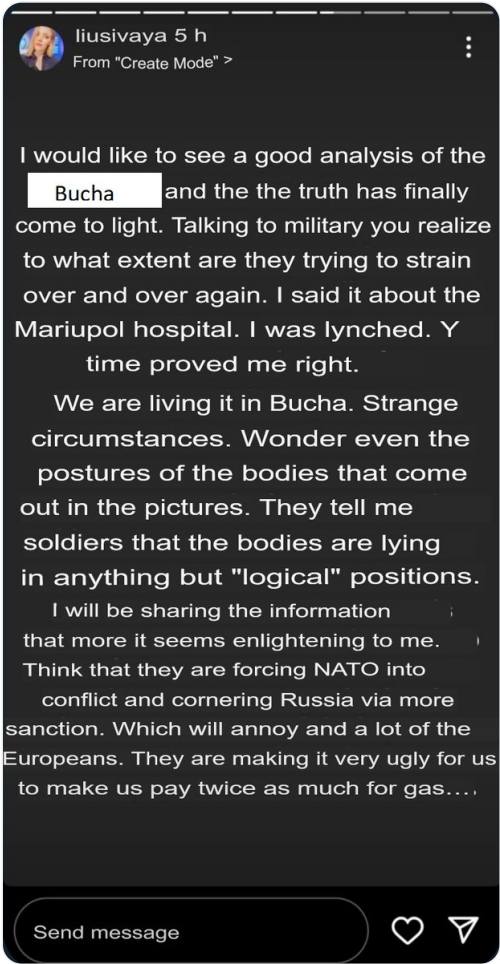 liusivaya 5 h
From "Create Mode" >
I would like to see a good analysis of the
Bucha and the the truth has finally
come to light. Talking to military you realize
to what extent are they trying to strain
over and over again. I said it about the
Mariupol hospital. I was lynched. Y
time proved me right.
We are living it in Bucha. Strange
circumstances. Wonder even the
postures of the bodies that come
out in the pictures. They tell me
soldiers that the bodies are lying
in anything but "logical" positions.
I will be sharing the information
that more it seems enlightening to me.
Think that they are forcing NATO into
conflict and cornering Russia via more
sanction. Which will annoy and a lot of the
Europeans. They are making it very ugly for us
to make us pay twice as much for gas....
Send message